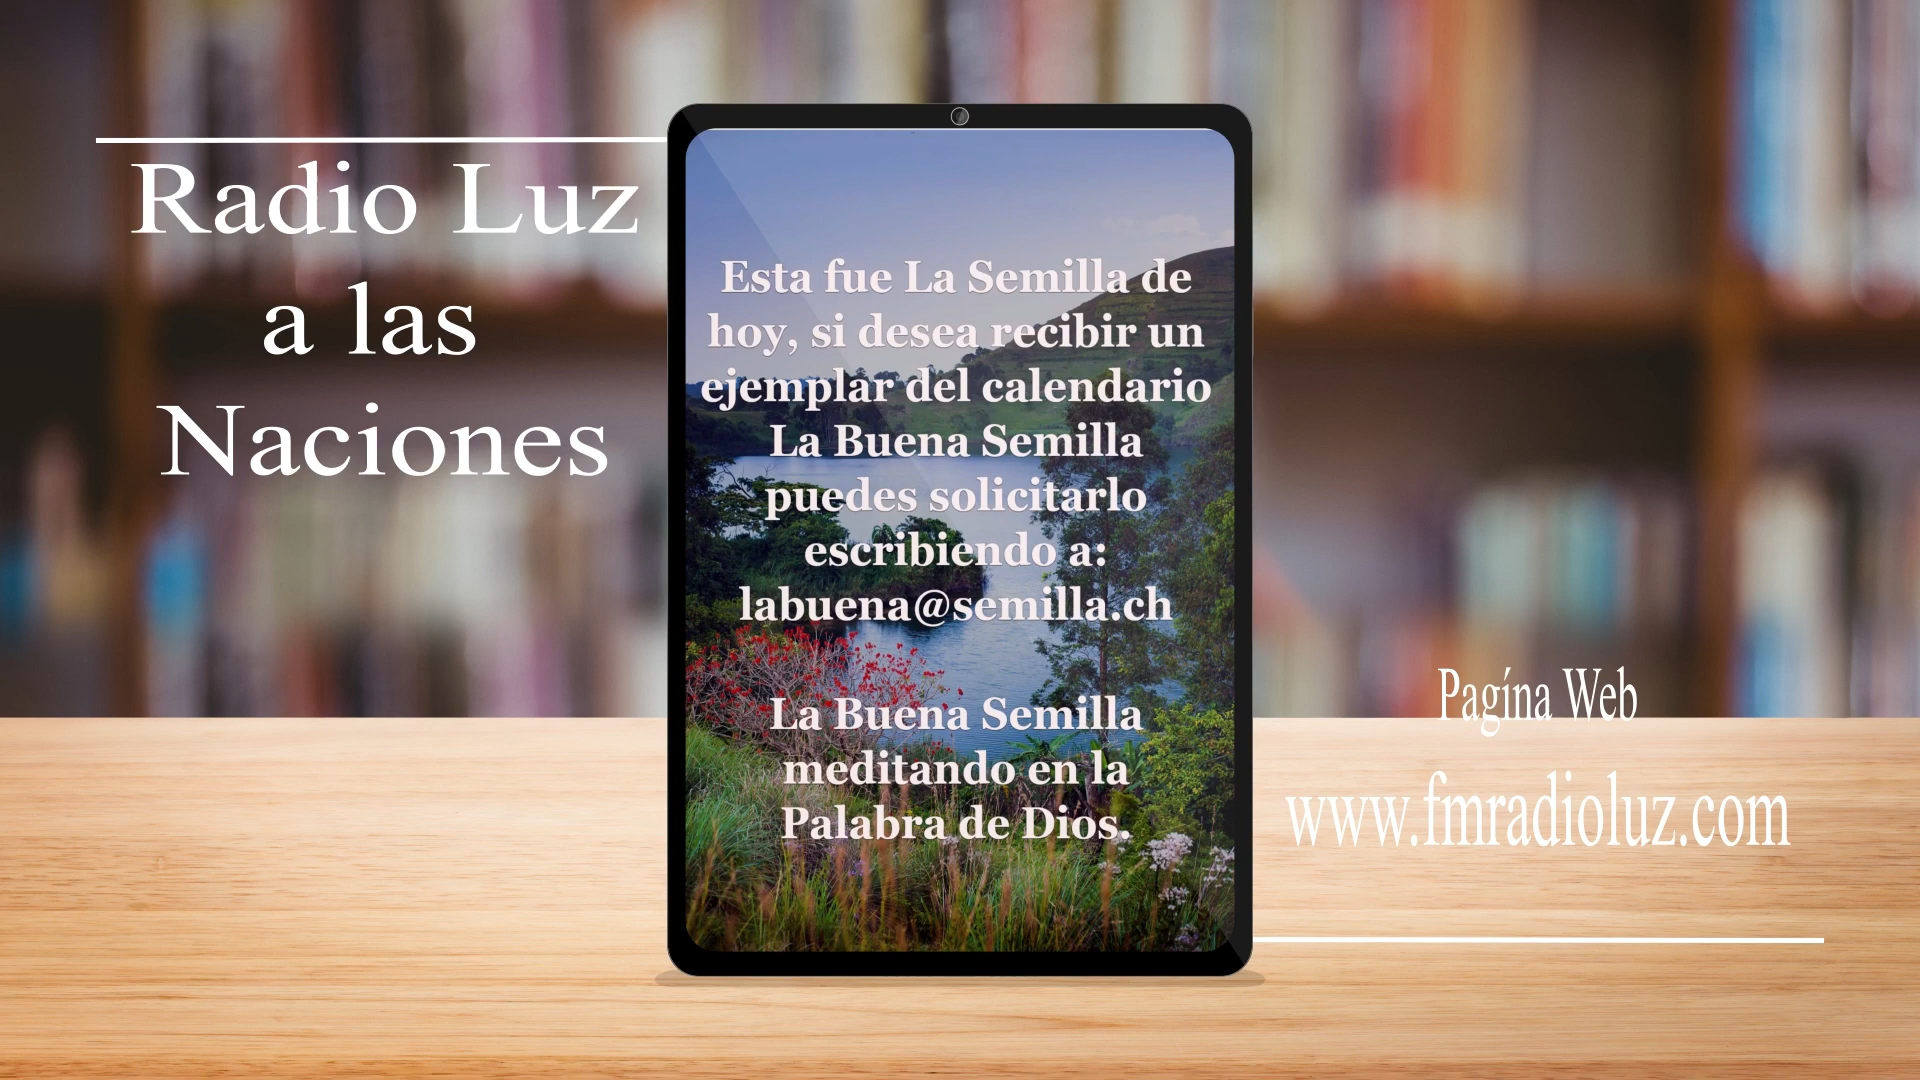 Radio Luz
a las
Naciones
Esta fue La Semilla de
hoy, si desea recibir un
ejemplar del calendario
La Buena Semilla
puedes solicitarlo
escribiendo a:
labuena@semilla.ch
La Buena Semilla
meditando en la
Palabra de Dios.
Pagína Web
www.fmradioluz.com